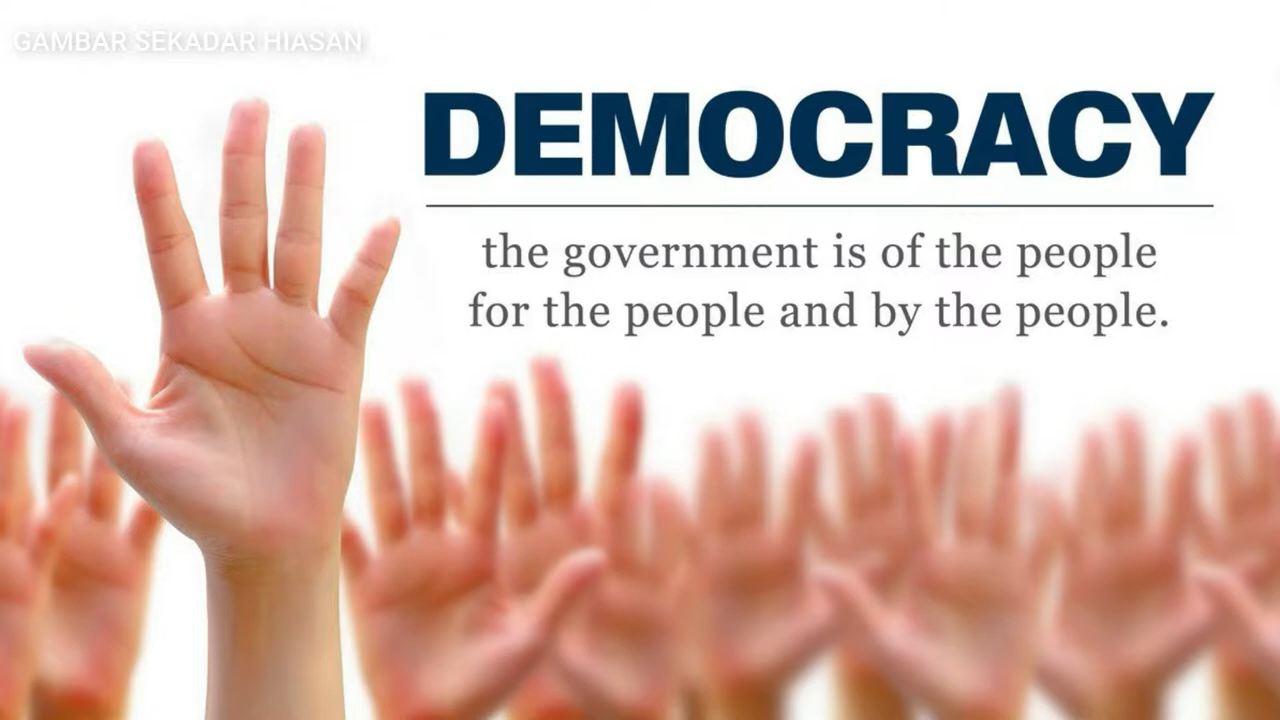 GAMBAR SEKADAR HIASAN
DEMOCRACY
the government is of the people
for the people and by the people.